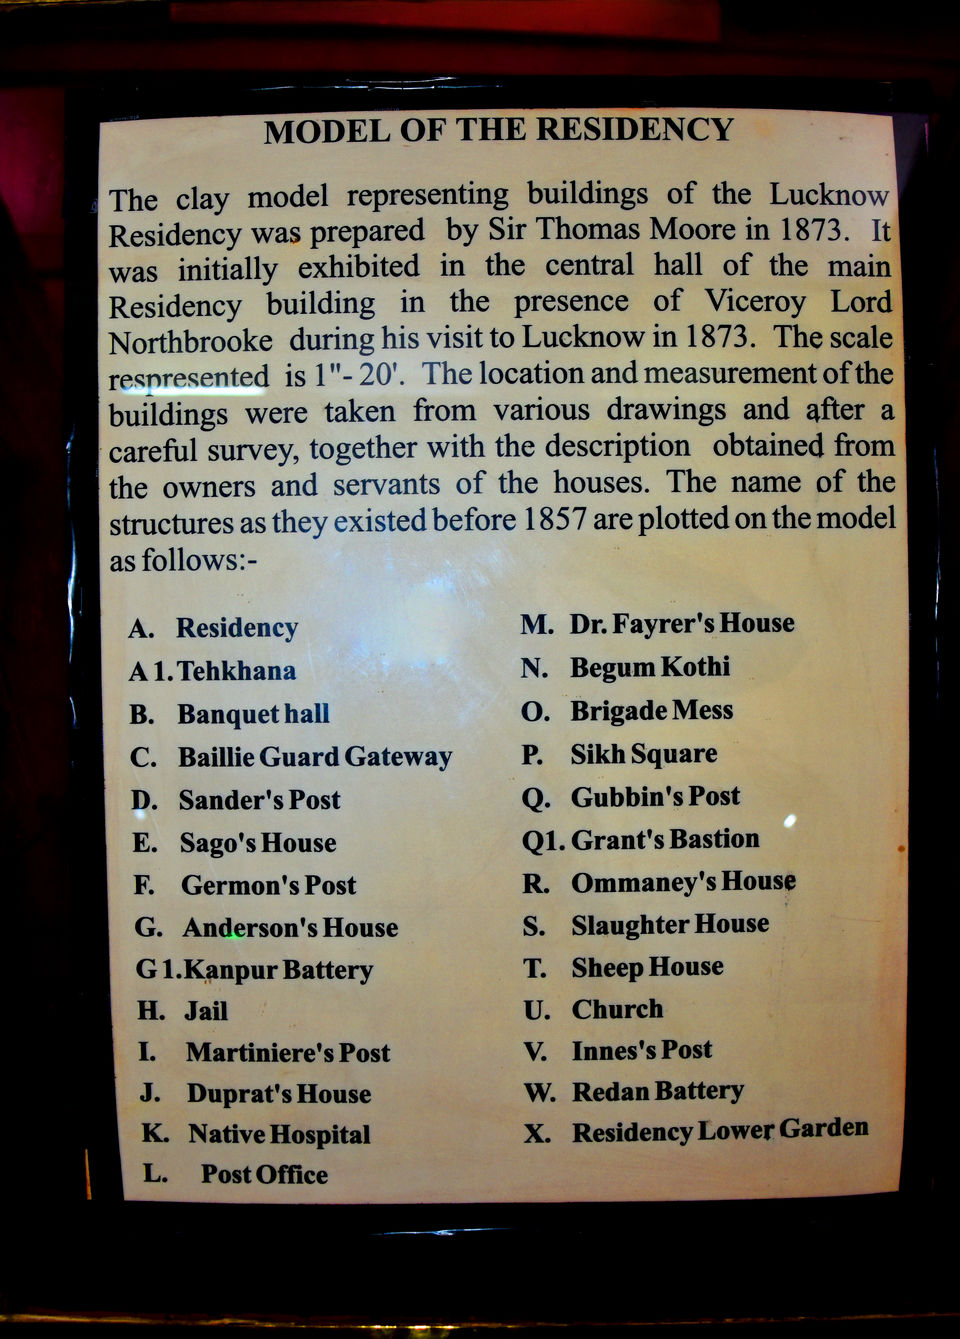 MODEL OF THE RESIDENCY
The clay model representing buildings of the Lucknow
Residency was prepared by Sir Thomas Moore in 1873. It
was initially exhibited in the central hall of the main
Residency building in the presence of Viceroy Lord
Northbrooke during his visit to Lucknow in 1873. The scale
respresented is 1"- 20'. The location and measurement of the
buildings were taken from various drawings and after a
careful survey, together with the description obtained from
the owners and servants of the houses. The name of the
structures as they existed before 1857 are plotted on the model
as follows:-
A. Residency
A 1. Tehkhana
B. Banquet hall
C. Baillie Guard Gateway
D. Sander's Post
E. Sago's House
F. Germon's Post
G. Anderson's House
G 1. Kanpur Battery
H. Jail
I. Martiniere's Post
J. Duprat's House
K. Native Hospital
L. Post Office
M. Dr. Fayrer's House
N. Begum Kothi
O. Brigade Mess
P. Sikh Square
Q. Gubbin's Post
Q1. Grant's Bastion
R. Ommaney's House
S. Slaughter House
T. Sheep House
U. Church
V. Innes's Post
W. Redan Battery
X. Residency Lower Garden